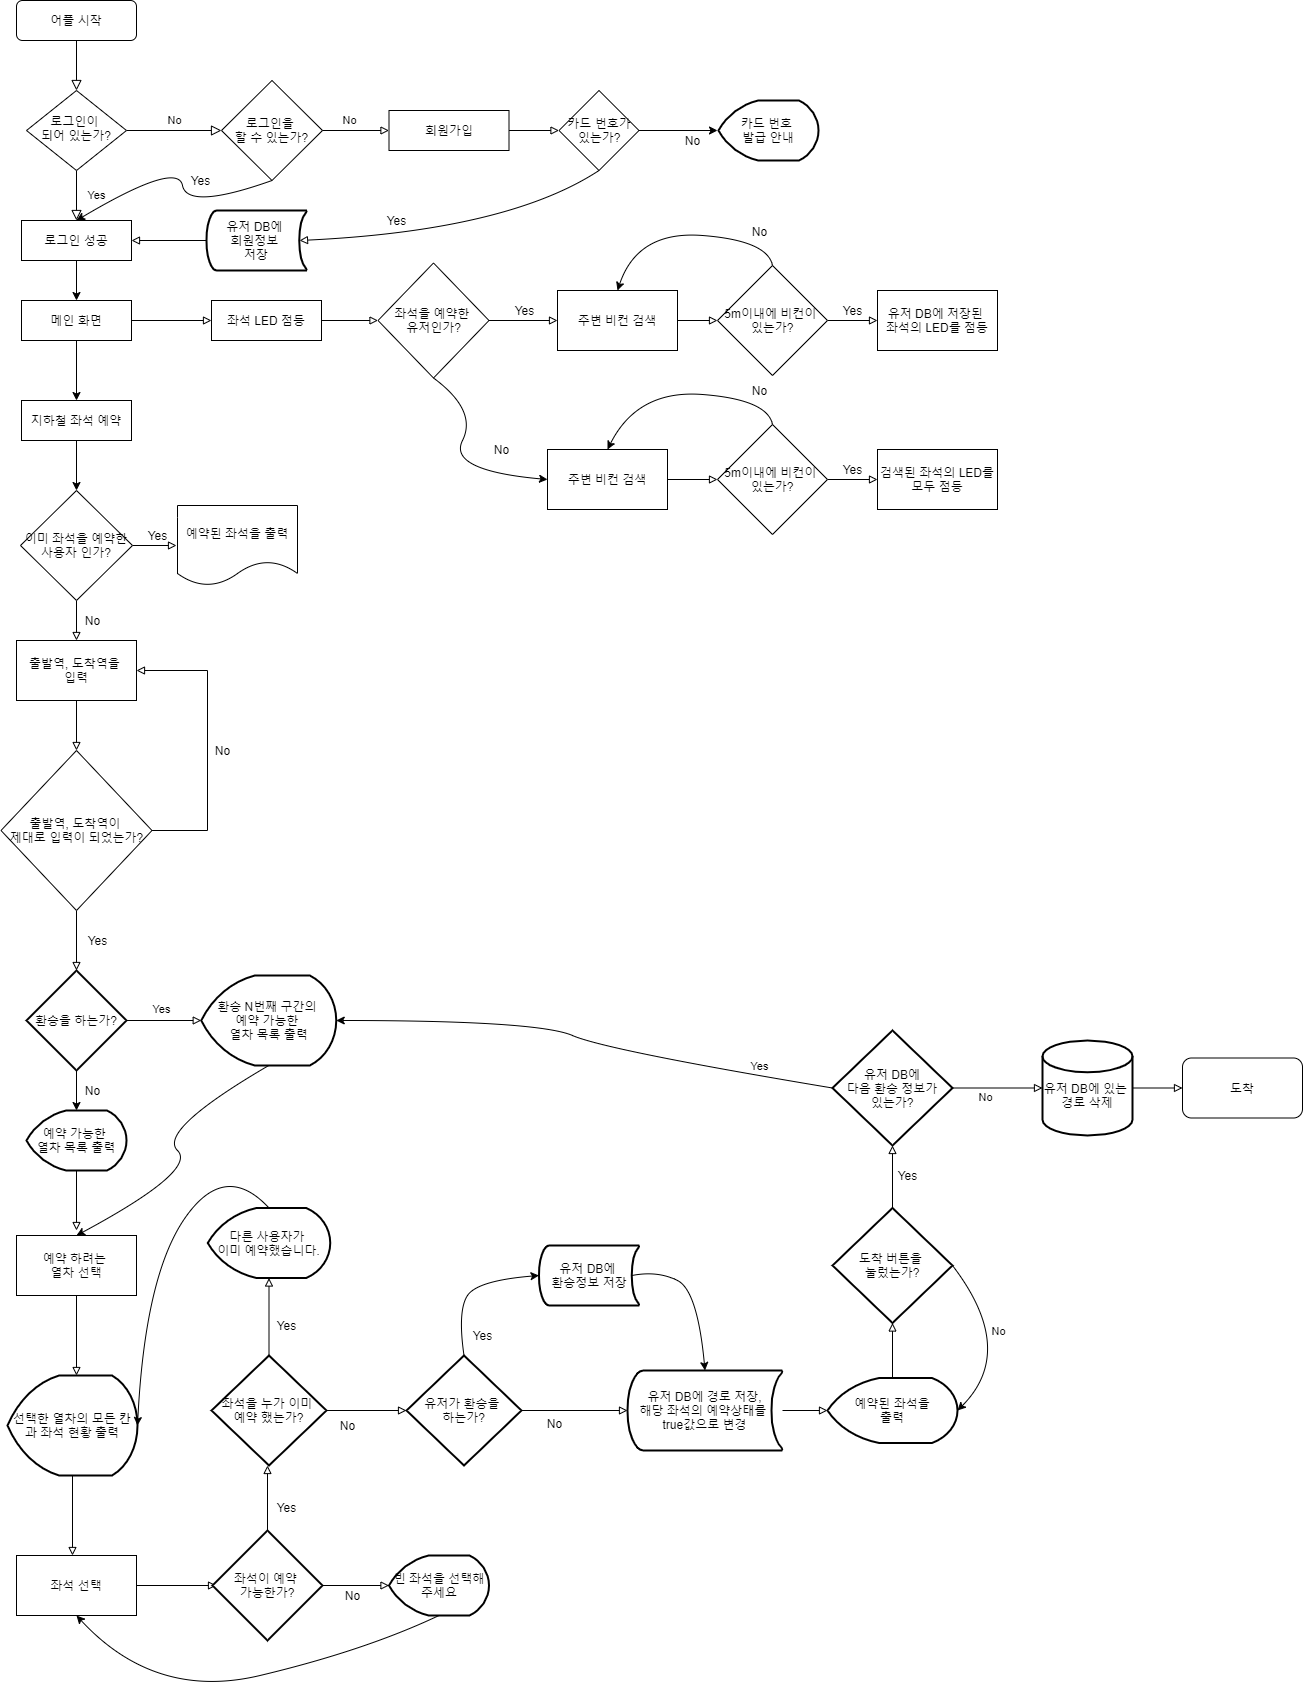 어플 시작
로그인이
되어 있는가?
No
로그인을
할 수 있는가?
No
회원가입
카드 번호가
있는가?
No
카드 번호
발급 안내
Yes
Yes
Yes
로그인 성공
유저 DB에
회원정보
저장
메인 화면
좌석 LED 점등
좌석을 예약한
유저인가?
Yes
주변 비컨 검색
No
5m이내에 비컨이
있는가?
Yes
유저 DB에 저장된
좌석의 LED를 점등
No
주변 비컨 검색
No
5m이내에 비컨이
있는가?
Yes
검색된 좌석의 LED를
모두 점등
지하철 좌석 예약
이미 좌석을 예약한
사용자 인가?
Yes
예약된 좌석을 출력
No
출발역, 도착역을
입력
No
출발역, 도착역이
제대로 입력이 되었는가?
Yes
환승을 하는가?
Yes
환승 N번째 구간의
예약 가능한
열차 목록 출력
No
예약 가능한
열차 목록 출력
Yes
유저 DB에
다음 환승 정보가
있는가?
No
유저 DB에 있는
경로 삭제
도착
Yes
도착 버튼을
눌렀는가?
No
예약 하려는
열차 선택
다른 사용자가
이미 예약했습니다.
유저 DB에
환승정보 저장
Yes
Yes
선택한 열차의 모든 칸
과 좌석 현황 출력
좌석을 누가 이미
예약 했는가?
No
유저가 환승을
하는가?
No
유저 DB에 경로 저장,
해당 좌석의 예약상태를
true값으로 변경
예약된 좌석을
출력
Yes
좌석 선택
좌석이 예약
가능한가?
No
빈 좌석을 선택해
주세요